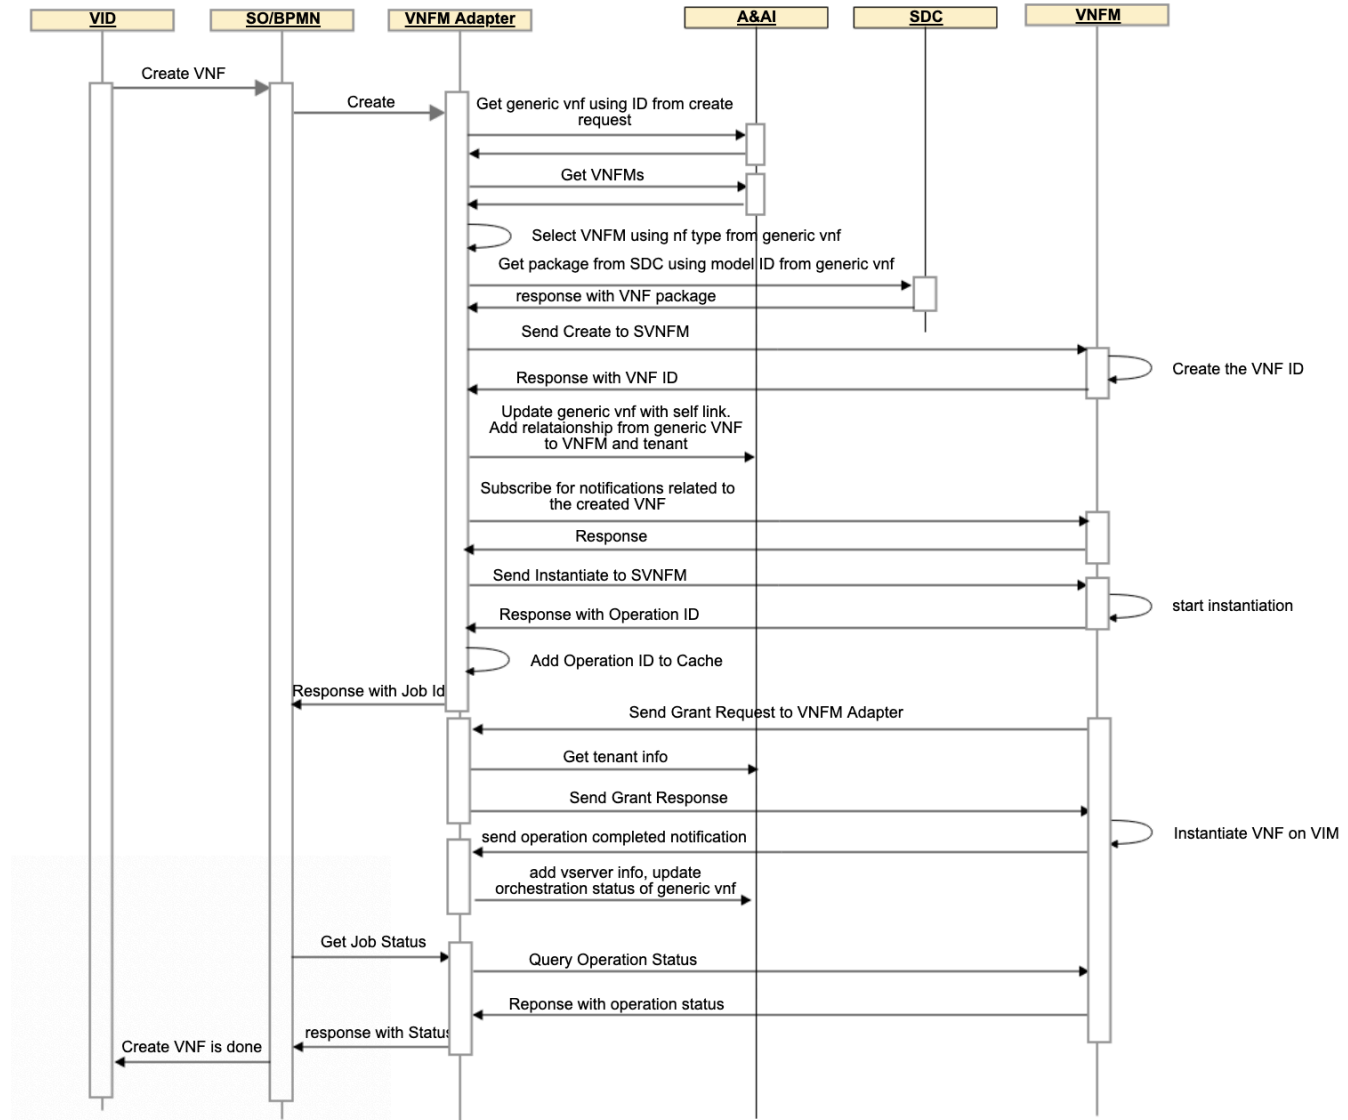 VID
SO/BPMN
VNFM Adapter
A&AI
SDC
VNFM
Create VNF
Create
Get generic vnf using ID from create
request
Get VNFMs
Select VNFM using nf type from generic vnf
Get package from SDC using model ID from generic vnf
response with VNF package
Send Create to SVNFM
Create the VNF ID
Response with VNF ID
Update generic vnf with self link.
Add relataionship from generic VNF
to VNFM and tenant
Subscribe for notifications related to
the created VNF
Response
Send Instantiate to SVNFM
start instantiation
Response with Operation ID
Add Operation ID to Cache
Response with Job Id
Send Grant Request to VNFM Adapter
Get tenant info
Send Grant Response
Instantiate VNF on VIM
send operation completed notification
add vserver info, update
orchestration status of generic vnf
Get Job Status
Query Operation Status
Reponse with operation status
response with Status
Create VNF is done